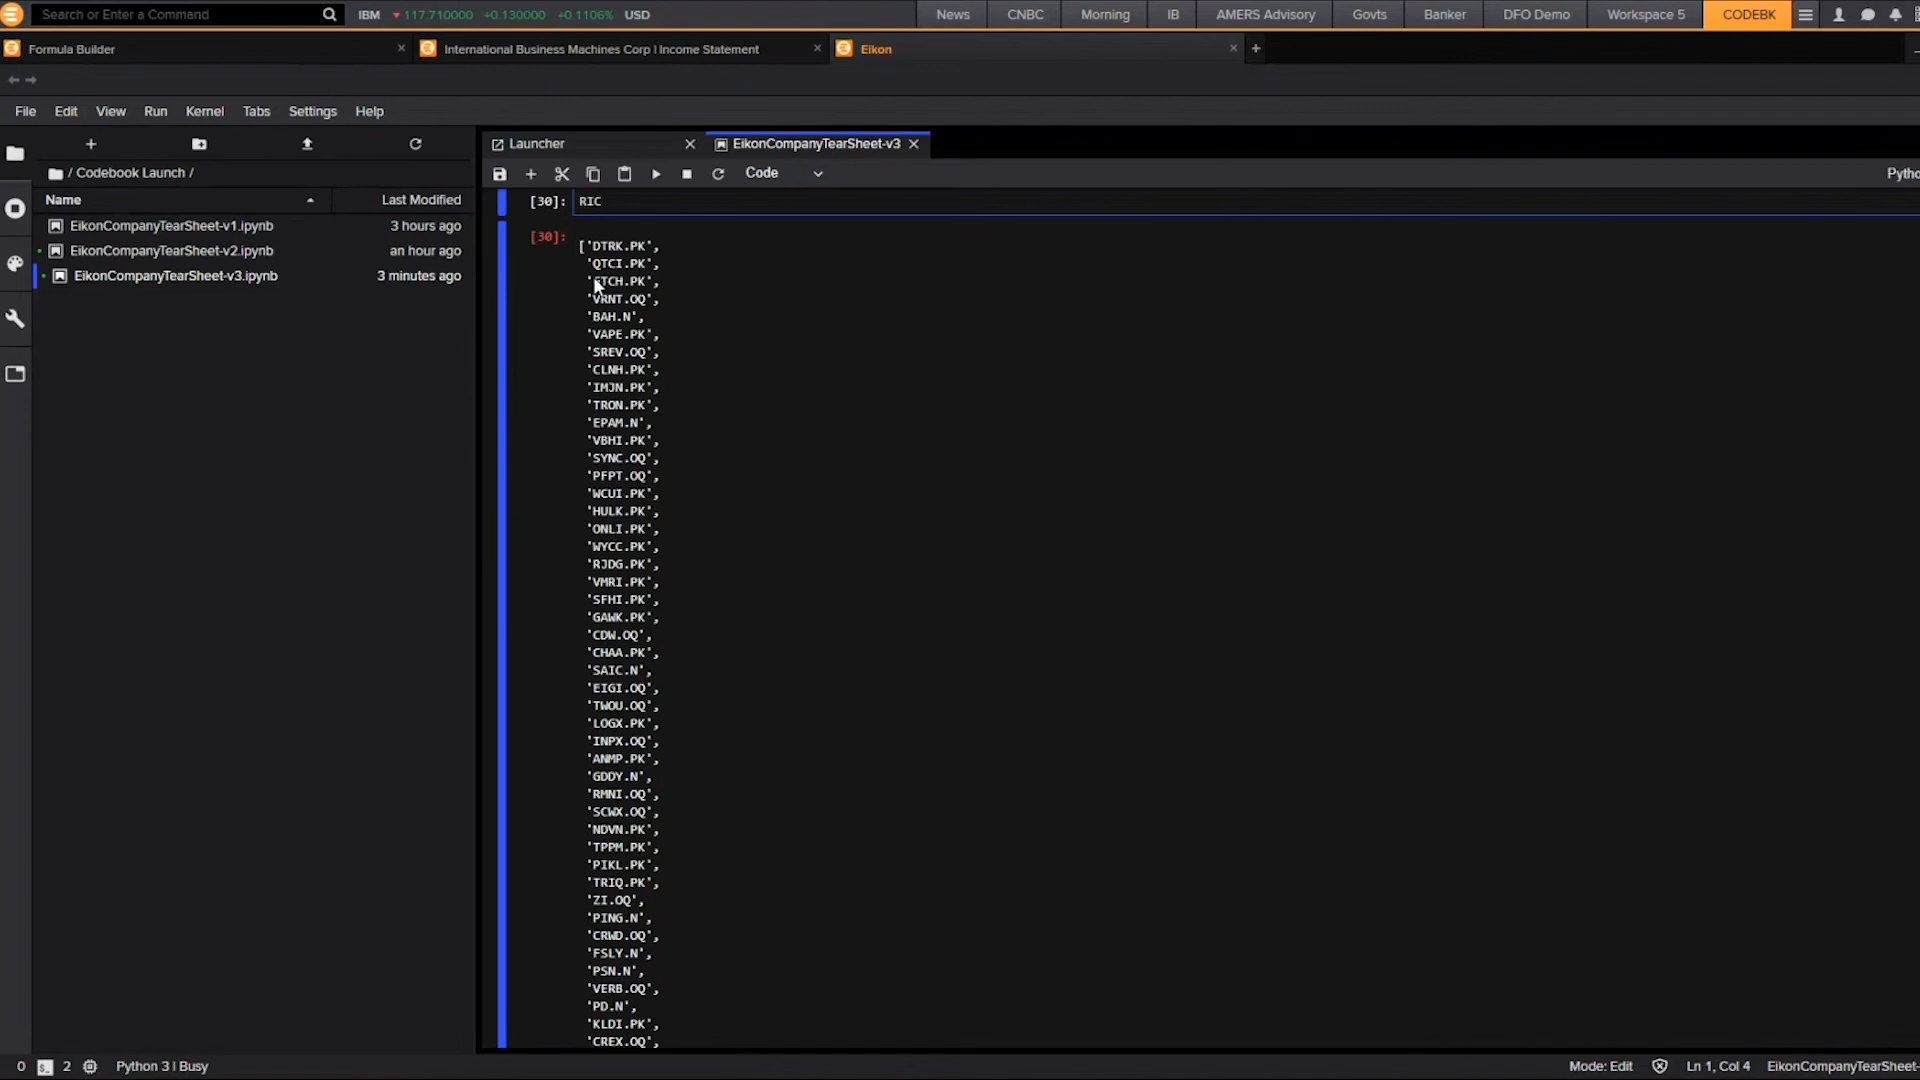 Search or Enter a Command IBM 117.710000 +0.130000 +0.1106% USD News CNBC Morning IB AMERS Advisory Govts Banker DFO Demo Workspace 5 CODEBK
Formula Builder International Business Machines Corp | Income Statement Eikon
File Edit View Run Kernel Tabs Settings Help
Launcher EikonCompanyTearSheet-v3
/ Codebook Launch / Code Pytho
Name Last Modified
EikonCompanyTearSheet-v1.ipynb 3 hours ago
EikonCompanyTearSheet-v2.ipynb an hour ago
EikonCompanyTearSheet-v3.ipynb 3 minutes ago
[30]: RIC
[30]:
['DTRK.PK',
'QTCI.PK',
'VRNT.OQ',
'BAH.N',
'VAPE.PK',
'SREV.OQ',
'CLNH.PK',
'IMJN.PK',
'TRON.PK',
'EPAM.N',
'VBHI.PK',
'SYNC.OQ',
'PFPT.OQ',
'WCUI.PK',
'HULK.PK',
'ONLI.PK',
'WYCC.PK',
'RJDG.PK',
'VMRI.PK',
'SFHI.PK',
'GAWK.PK',
'CDW.OQ',
'CHAA.PK',
'SAIC.N',
'EIGI.OQ',
'TWOU.OQ',
'LOGX.PK',
'INPX.OQ',
'ANMP.PK',
'GDDY.N',
'RMNI.OQ',
'SCWX.OQ',
'NDVN.PK',
'TPPM.PK',
'PIKL.PK',
'TRIQ.PK',
'ZI.OQ',
'PING.N',
'CRWD.OQ',
'FSLY.N',
'PSN.N',
'VERB.OQ',
'PD.N',
'KLDI.PK',
'CREX.OQ',
0 2 Python 3 | Busy Mode: Edit Ln 1, Col 4 EikonCompanyTearSheet-